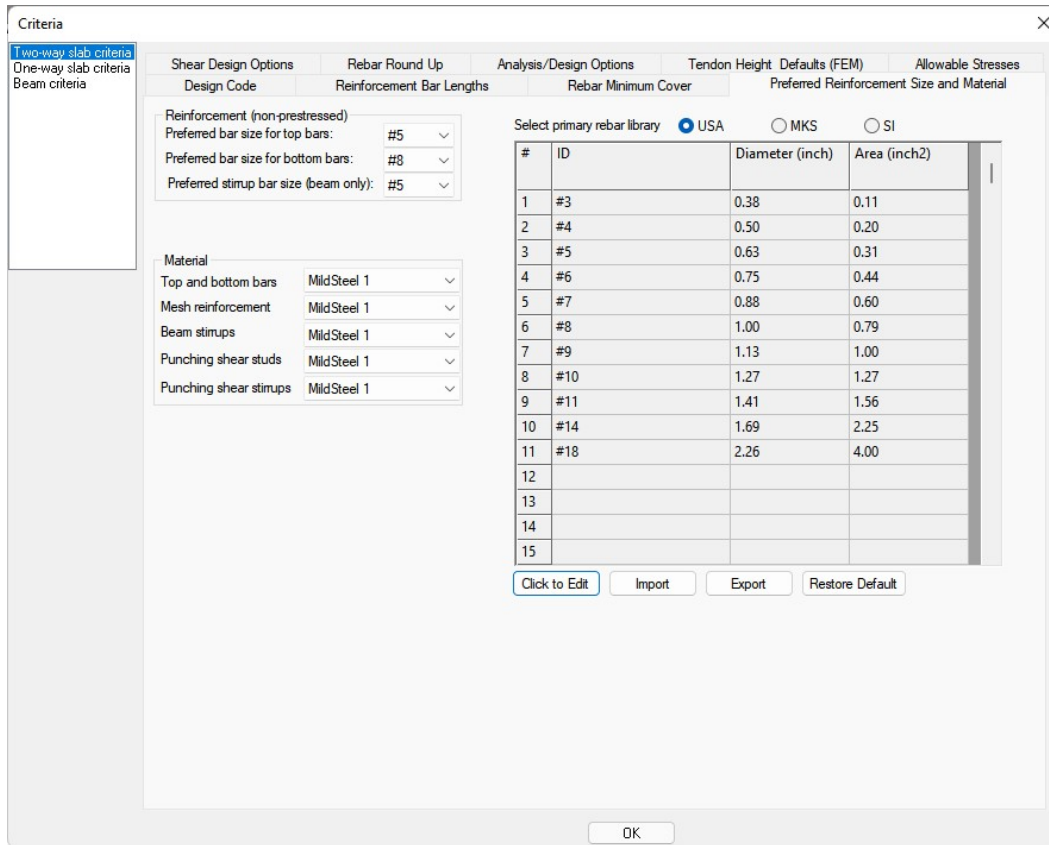 Criteria
Two-way slab criteria
One-way slab criteria
Beam criteria
Shear Design Options Rebar Round Up Analysis/Design Options Tendon Height Defaults (FEM) Allowable Stresses
Design Code Reinforcement Bar Lengths Rebar Minimum Cover Preferred Reinforcement Size and Material
Reinforcement (non-prestressed)
Preferred bar size for top bars: #5
Preferred bar size for bottom bars: #8
Preferred stirrup bar size (beam only): #5
Material
Top and bottom bars MildSteel 1
Mesh reinforcement MildSteel 1
Beam stirrups MildSteel 1
Punching shear studs MildSteel 1
Punching shear stirrups MildSteel 1
Select primary rebar library USA MKS SI
# ID Diameter (inch) Area (inch2)
1 #3 0.38 0.11
2 #4 0.50 0.20
3 #5 0.63 0.31
4 #6 0.75 0.44
5 #7 0.88 0.60
6 #8 1.00 0.79
7 #9 1.13 1.00
8 #10 1.27 1.27
9 #11 1.41 1.56
10 #14 1.69 2.25
11 #18 2.26 4.00
12
13
14
15
Click to Edit Import Export Restore Default
OK